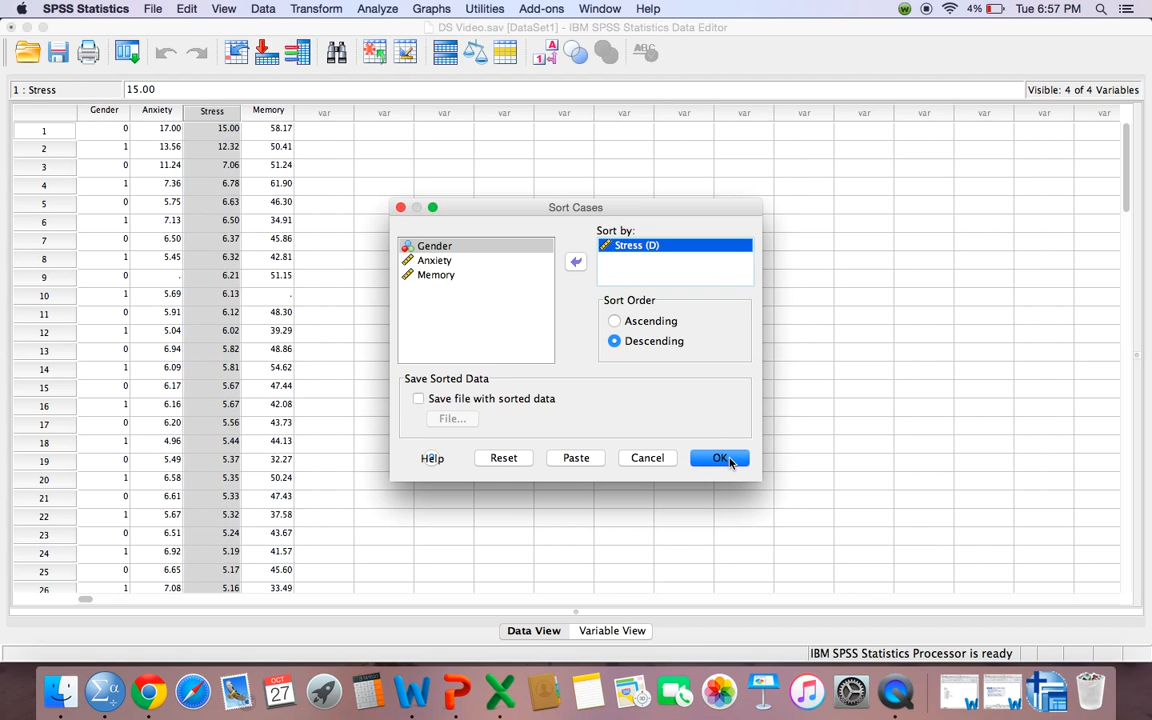 SPSS Statistics File Edit View Data Transform Analyze Graphs Utilities Add-ons Window Help 4% Tue 6:57 PM
DS Video.sav [DataSet1] - IBM SPSS Statistics Data Editor
1 : Stress 15.00 Visible: 4 of 4 Variables
Gender Anxiety Stress Memory var var var var var var var var var var var var var var
1 0 17.00 15.00 58.17
2 1 13.56 12.32 50.41
3 0 11.24 7.06 51.24
4 1 7.36 6.78 61.90
5 0 5.75 6.63 46.30
6 1 7.13 6.50 34.91
7 0 6.50 6.37 45.86
8 1 5.45 6.32 42.81
9 0 . 6.21 51.15
10 1 5.69 6.13 .
11 0 5.91 6.12 48.30
12 1 5.04 6.02 39.29
13 0 6.94 5.82 48.86
14 1 6.09 5.81 54.62
15 0 6.17 5.67 47.44
16 1 6.16 5.67 42.08
17 0 6.20 5.56 43.73
18 1 4.96 5.44 44.13
19 0 5.49 5.37 32.27
20 1 6.58 5.35 50.24
21 0 6.61 5.33 47.43
22 1 5.67 5.32 37.58
23 0 6.51 5.24 43.67
24 1 6.92 5.19 41.57
25 0 6.65 5.17 45.60
26 1 7.08 5.16 33.49
Sort Cases
Sort by:
Gender
Anxiety
Memory
Stress (D)
Sort Order
Ascending
Descending
Save Sorted Data
Save file with sorted data
File...
Help Reset Paste Cancel OK
Data View Variable View
IBM SPSS Statistics Processor is ready
OCT
27